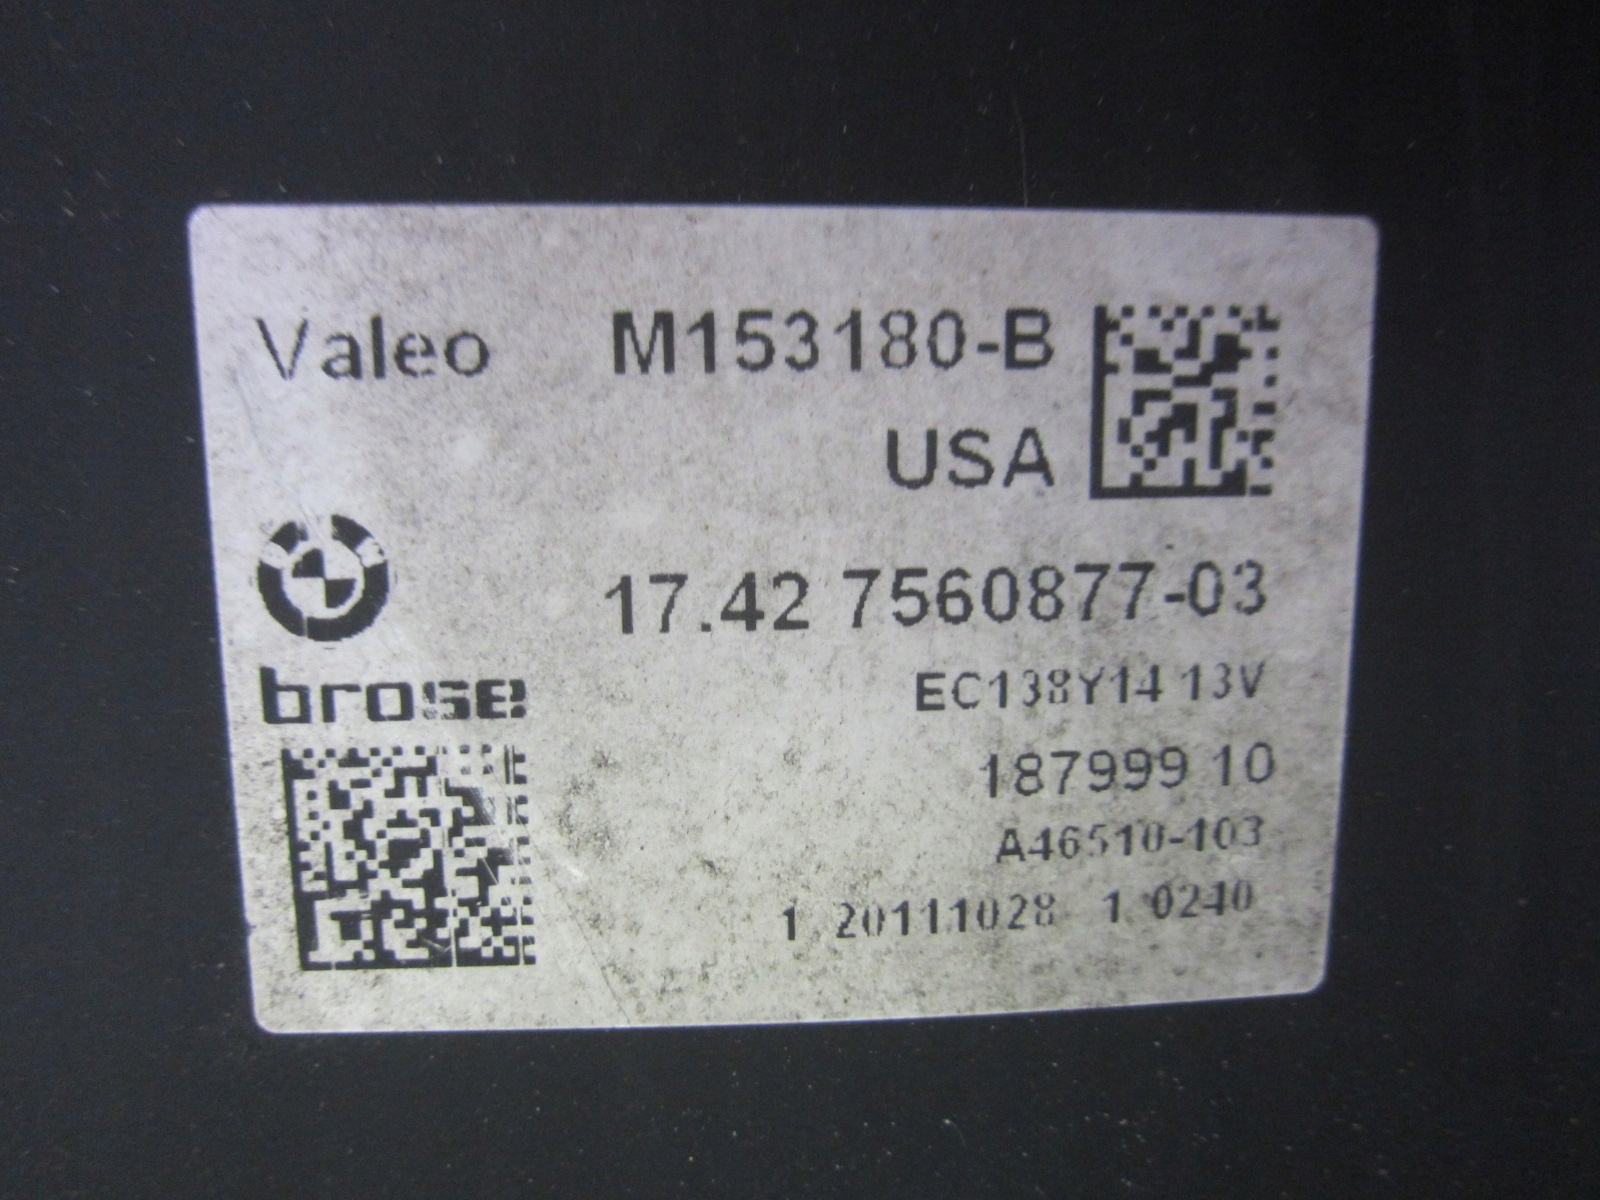 Valeo M153180-B
USA
17.42 7560877-03
brose
EC138Y14 13V
187999 10
A46510-103
1 20111028 1 0240